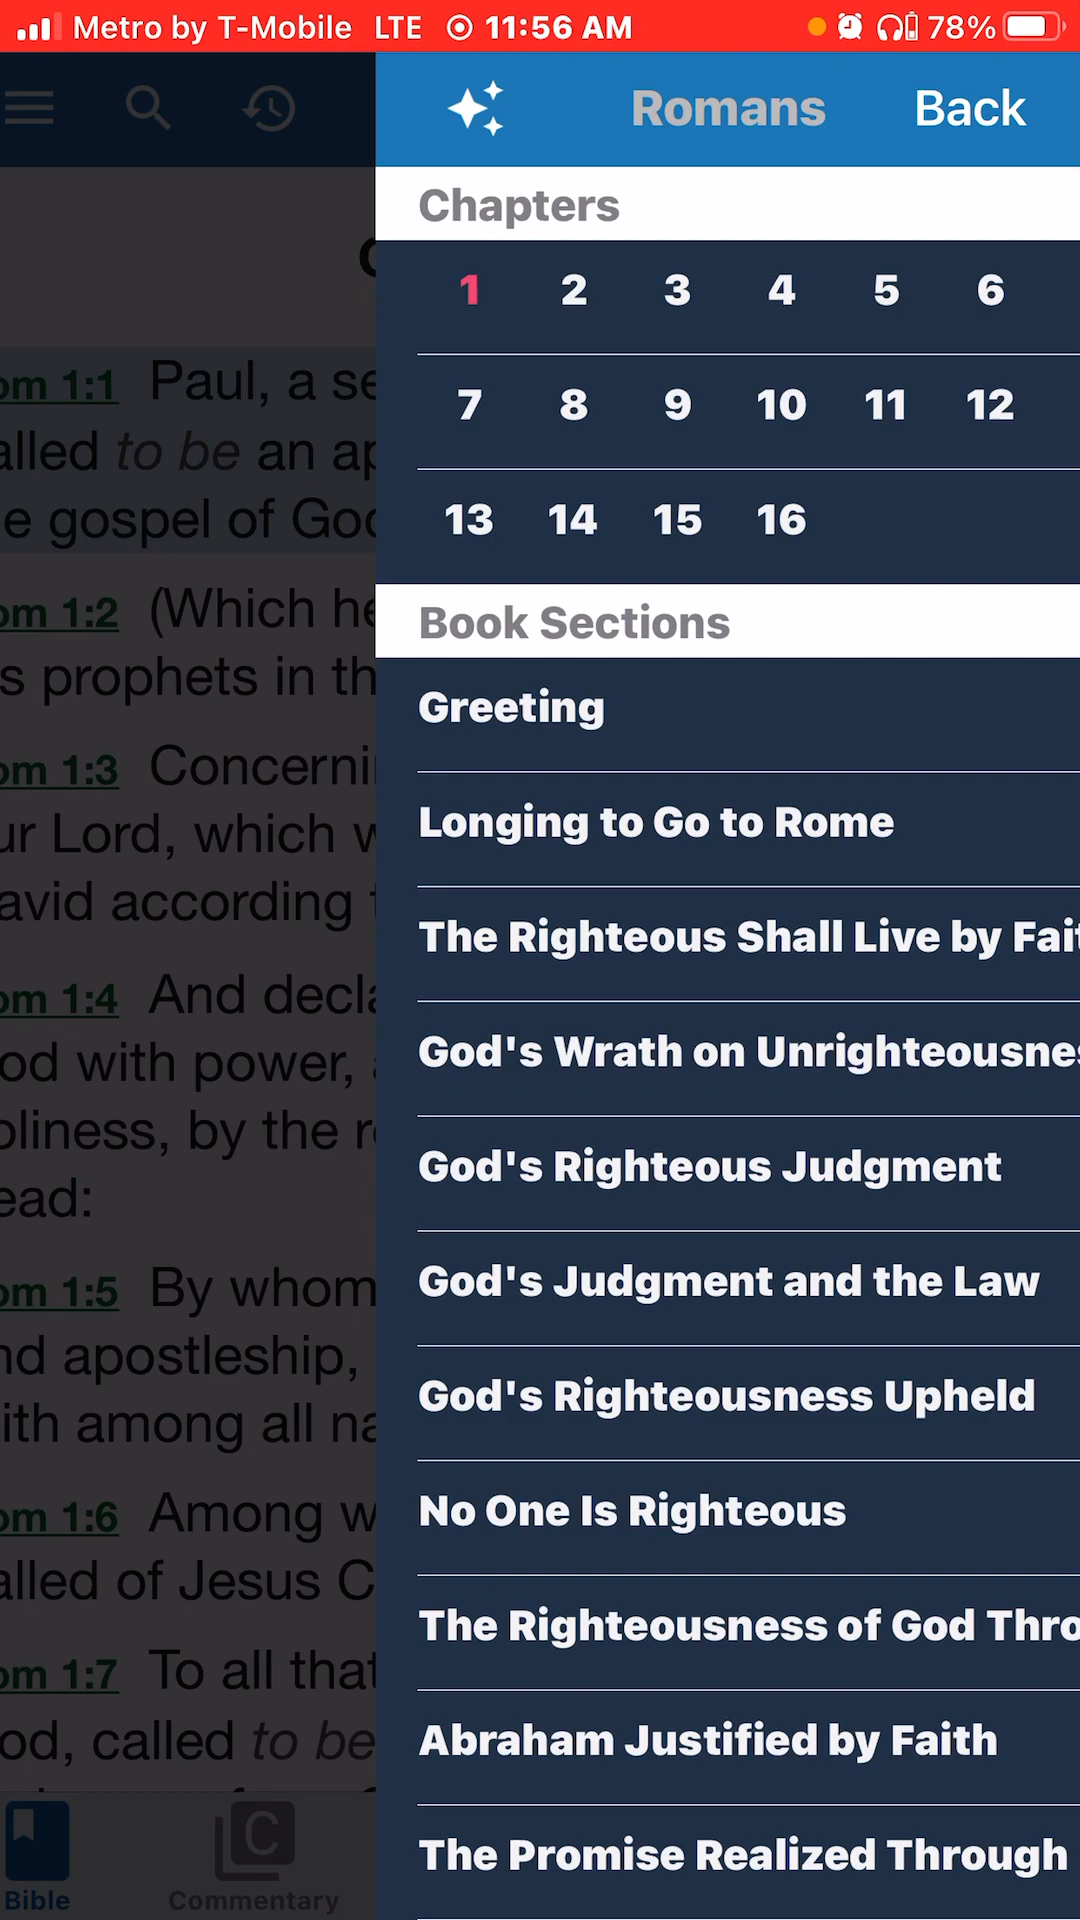 Metro by T-Mobile LTE 11:56 AM 78%
Romans Back
Chapters
1 2 3 4 5 6
7 8 9 10 11 12
13 14 15 16
Book Sections
Greeting
Longing to Go to Rome
The Righteous Shall Live by Fait
God's Wrath on Unrighteousnes
God's Righteous Judgment
God's Judgment and the Law
God's Righteousness Upheld
No One Is Righteous
The Righteousness of God Thro
Abraham Justified by Faith
The Promise Realized Through
om 1:1 Paul, a se
alled to be an ap
e gospel of God
om 1:2 (Which he
s prophets in th
om 1:3 Concerni
ur Lord, which w
avid according t
om 1:4 And decla
od with power,
oliness, by the re
ead:
om 1:5 By whom
nd apostleship,
ith among all na
om 1:6 Among w
alled of Jesus C
om 1:7 To all that
od, called to be
Bible
C
Commentary